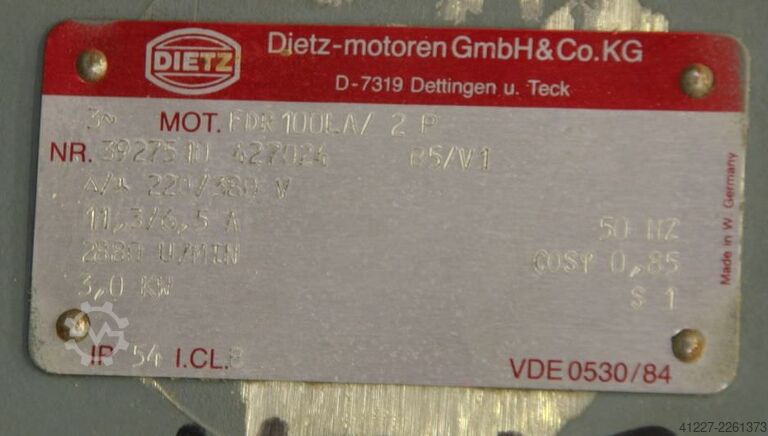 DIETZ
Dietz-motoren GmbH & Co. KG
D-7319 Dettingen u. Teck
3~ MOT. FDR 100LA/ 2 P
NR. 3927510 427024 B5/V1
Δ/⅄ 220/380 V
11,3/6,5 A 50 HZ
2880 U/MIN COSφ 0,85
3,0 KW S 1
IP 54 I.CL.B
VDE 0530/84
Made in W. Germany
41227-2261373